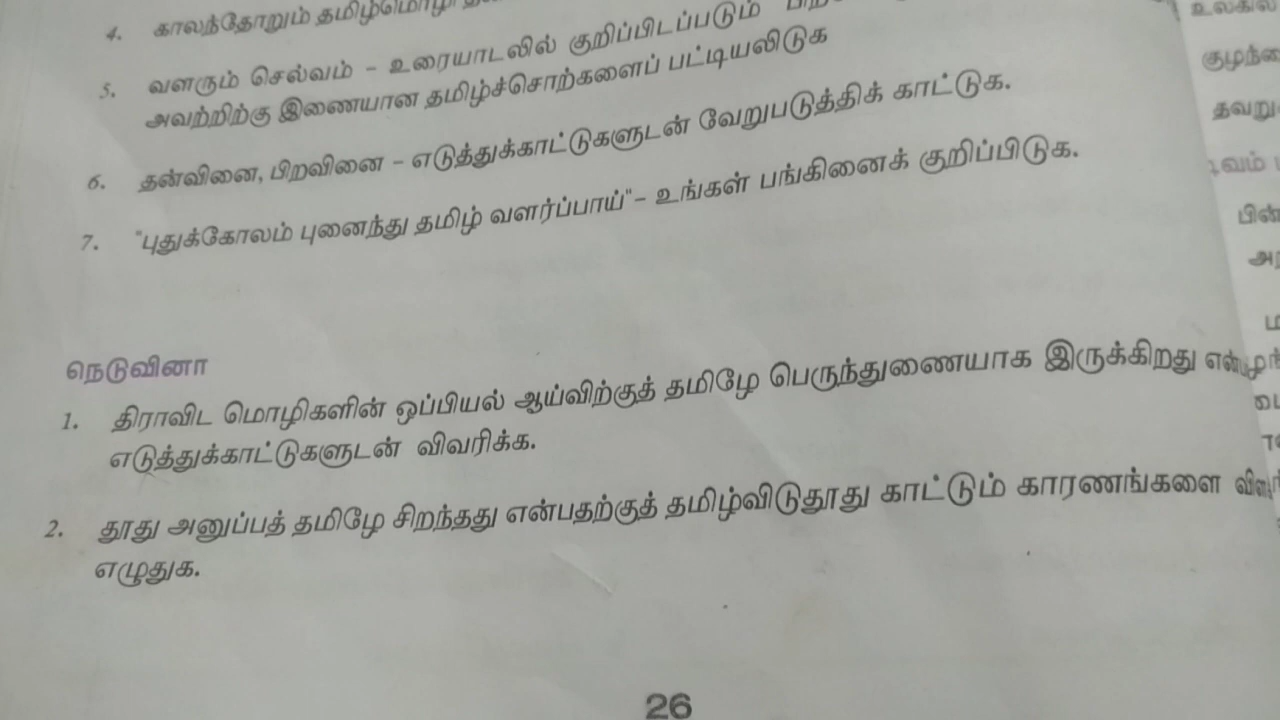 4. காலந்தோறும் தமிழ்மொழி
5. வளரும் செல்வம் – உரையாடலில் குறிப்பிடப்படும்
அவற்றிற்கு இணையான தமிழ்ச்சொற்களைப் பட்டியலிடுக
6. தன்வினை, பிறவினை – எடுத்துக்காட்டுகளுடன் வேறுபடுத்திக் காட்டுக.
7. "புதுக்கோலம் புனைந்து தமிழ் வளர்ப்பாய்"– உங்கள் பங்கினைக் குறிப்பிடுக.
நெடுவினா
1. திராவிட மொழிகளின் ஒப்பியல் ஆய்விற்குத் தமிழே பெருந்துணையாக இருக்கிறது
எடுத்துக்காட்டுகளுடன் விவரிக்க.
2. தூது அனுப்பத் தமிழே சிறந்தது என்பதற்குத் தமிழ்விடுதூது காட்டும் காரணங்களை
எழுதுக.
26